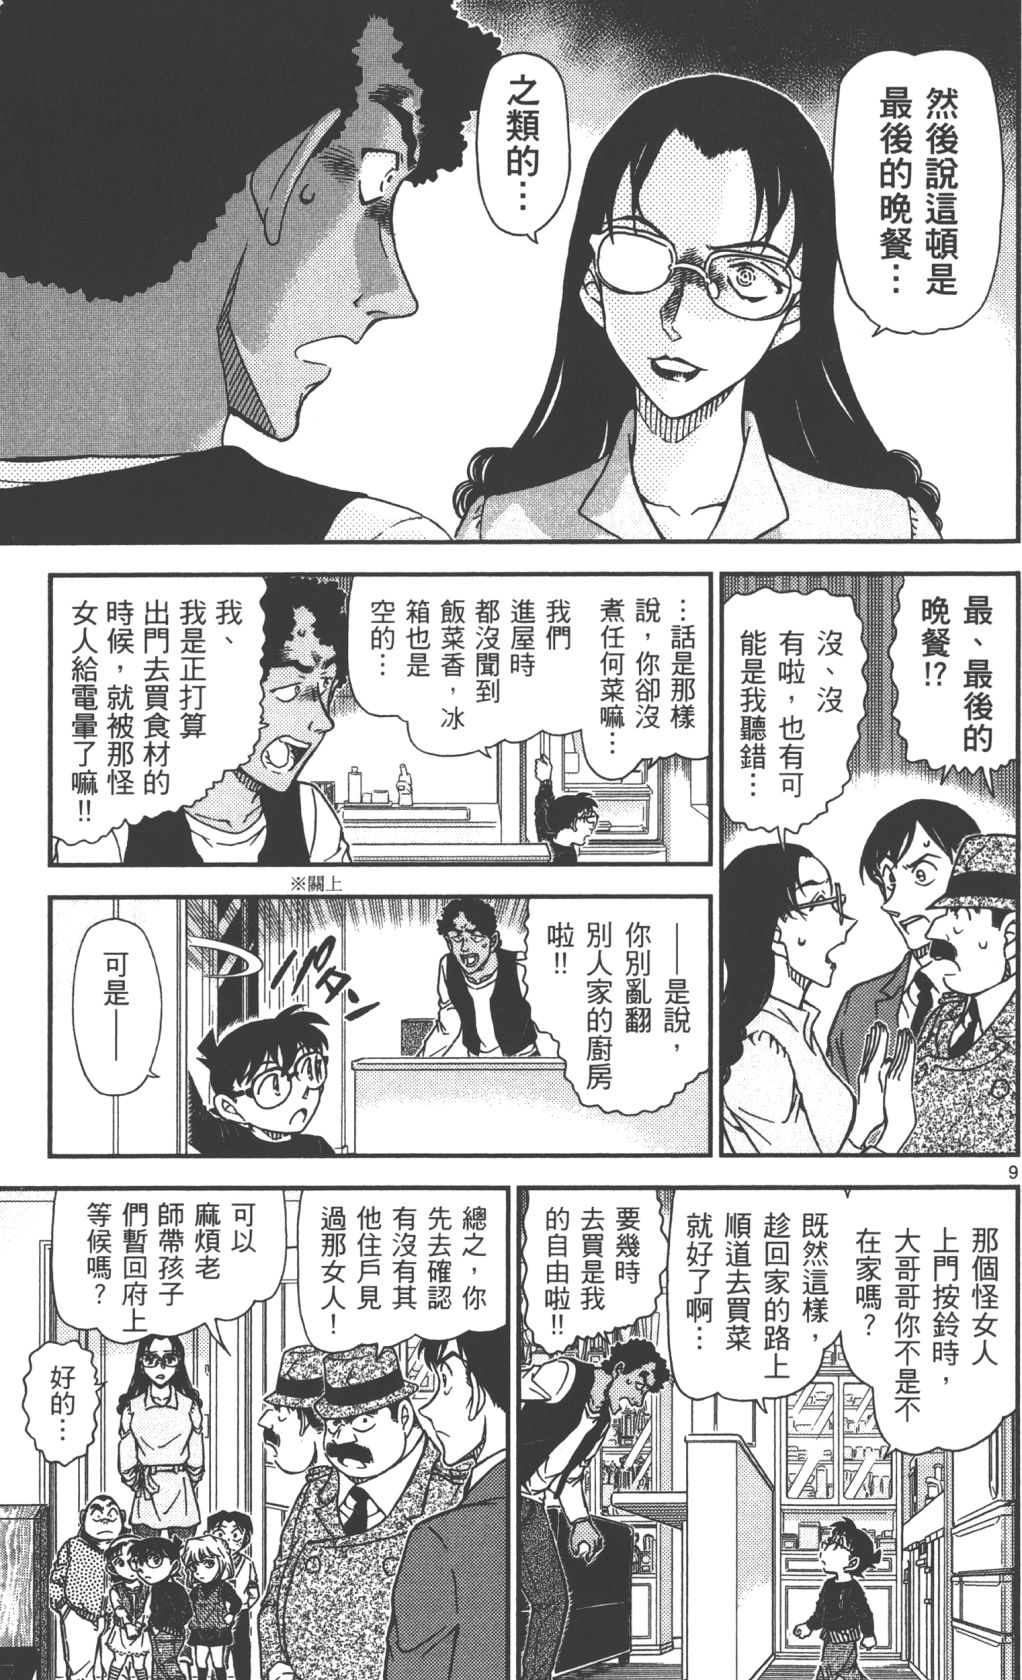 然後說這頓是
最後的晚餐…
之類的…
最、最後的
晚餐!?
沒、沒
有啦，也有可
能是我聽錯…
…話是那樣
說，你卻沒
煮任何菜嘛…
我們
進屋時
都沒聞到
飯菜香，冰
箱也是
空的…
我、
我是正打算
出門去買食材的
時候，就被那怪
女人給電暈了嘛!!
※關上
——是說，
你別亂翻
別人家的廚房
啦!!
パタン
可是——
9
那個怪女人
上門按鈴時，
大哥哥你不是不
在家嗎？
既然這樣，
趁回家的路上
順道去買菜
就好了啊…
要幾時
去買是我
的自由啦!!
總之，你
先去確認
有沒有其
他住戶見
過那女人！
可以
麻煩老
師帶孩子
們暫回府上
等候嗎？
好的…